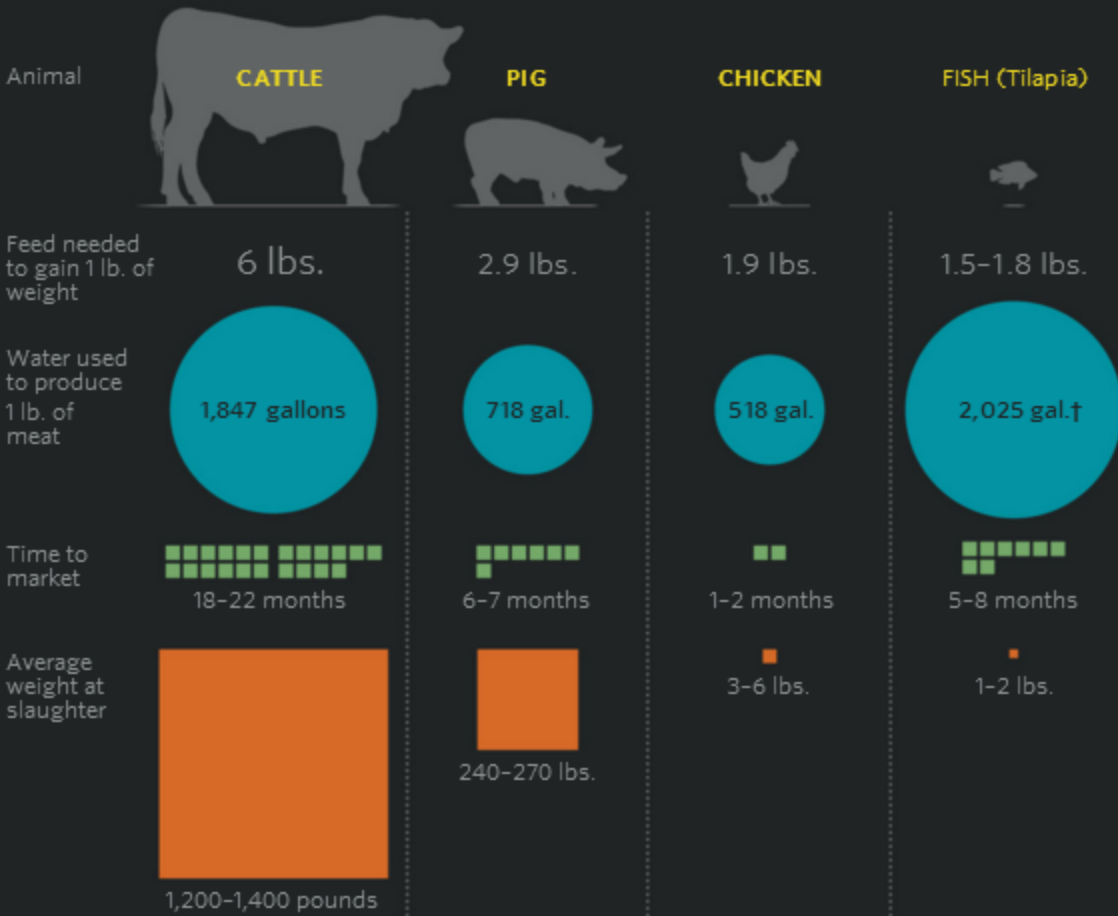 Animal
CATTLE
PIG
CHICKEN
FISH (Tilapia)
Feed needed
to gain 1 lb. of
weight
6 lbs.
2.9 lbs.
1.9 lbs.
1.5–1.8 lbs.
Water used
to produce
1 lb. of
meat
1,847 gallons
718 gal.
518 gal.
2,025 gal.†
Time to
market
18–22 months
6–7 months
1–2 months
5–8 months
Average
weight at
slaughter
1,200–1,400 pounds
240–270 lbs.
3–6 lbs.
1–2 lbs.